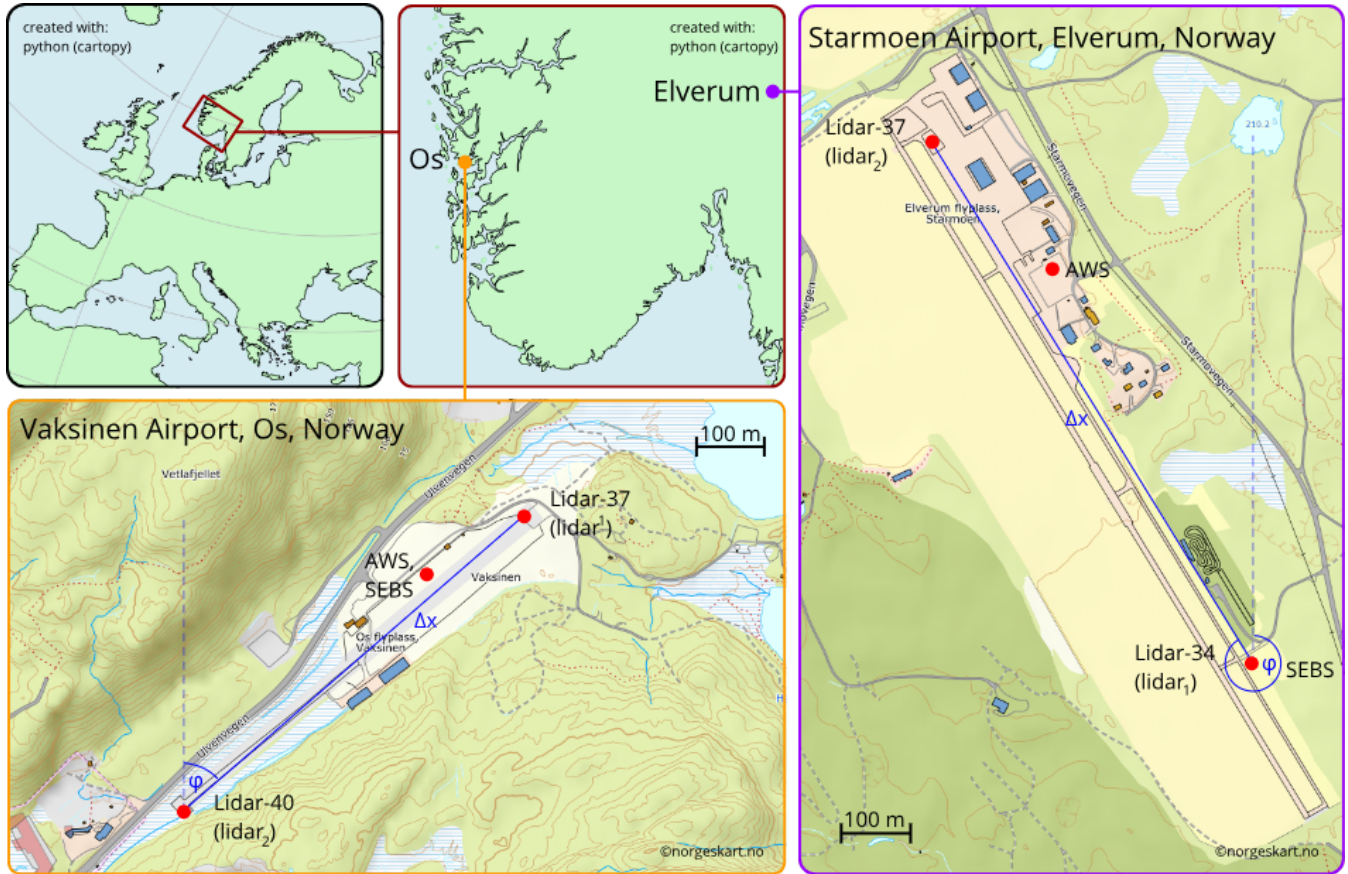 created with:
python (cartopy)
created with:
python (cartopy)
Elverum
Os
Starmoen Airport, Elverum, Norway
Lidar-37
(lidar2)
210.2
Starmovegen
Elverum flyplass,
Starmoen
AWS
Starmovegen
Δx
Lidar-34
(lidar1)
φ
SEBS
100 m
©norgeskart.no
Vaksinen Airport, Os, Norway
100 m
Vetlafjellet
Ulvenvegen
Lidar-37
(lidar1)
AWS,
SEBS
Vaksinen
Δx
Os flyplass,
Vaksinen
Ulvenvegen
φ
Lidar-40
(lidar2)
©norgeskart.no